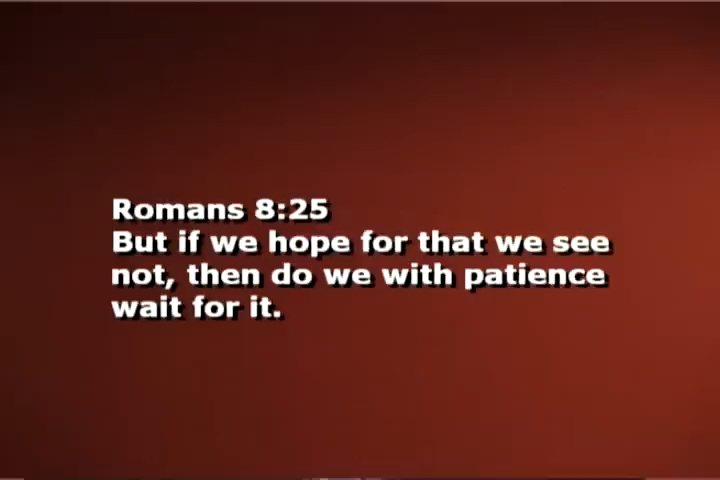 Romans 8:25
But if we hope for that we see
not, then do we with patience
wait for it.